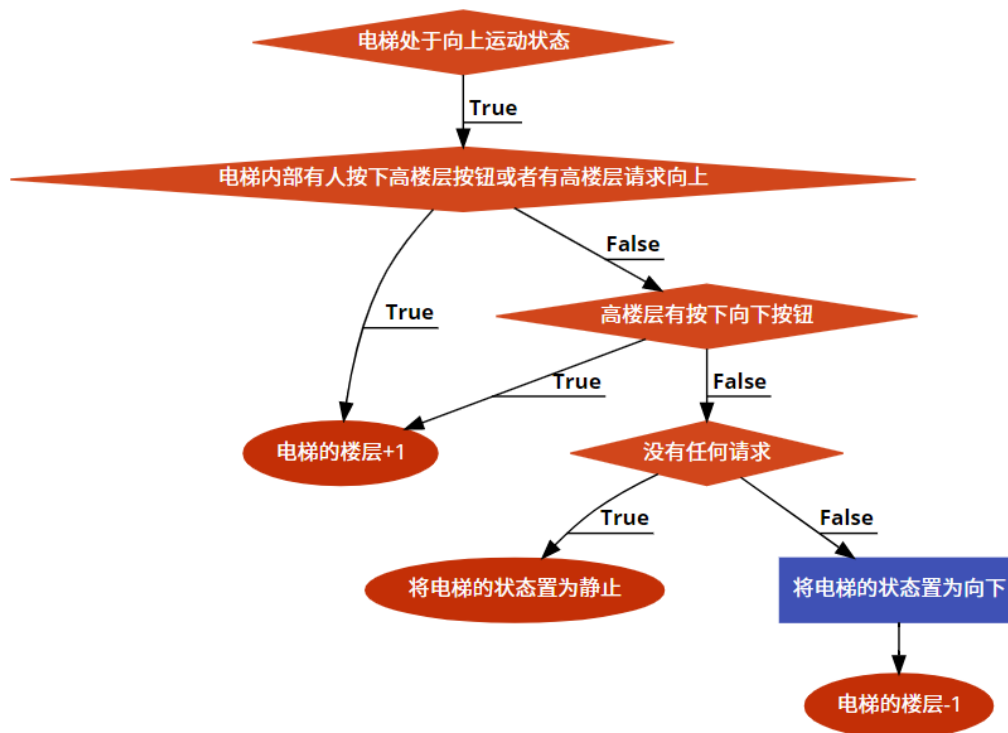 电梯处于向上运动状态
True
电梯内部有人按下高楼层按钮或者有高楼层请求向上
False
True
高楼层有按下向下按钮
True
False
电梯的楼层+1
没有任何请求
True
False
将电梯的状态置为静止
将电梯的状态置为向下
电梯的楼层-1